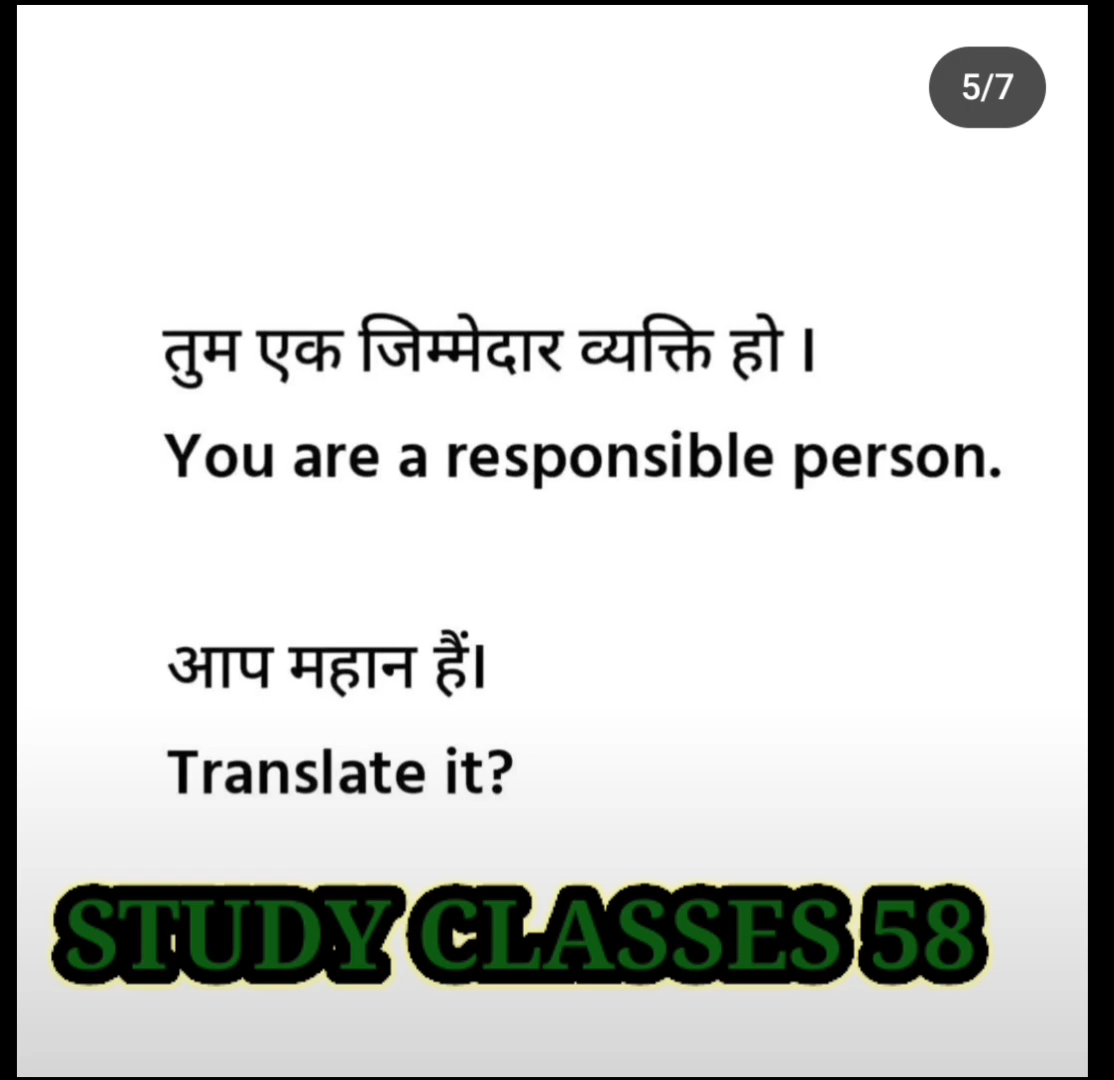 5/7
तुम एक जिम्मेदार व्यक्ति हो ।
You are a responsible person.
आप महान हैं।
Translate it?
STUDY CLASSES 58